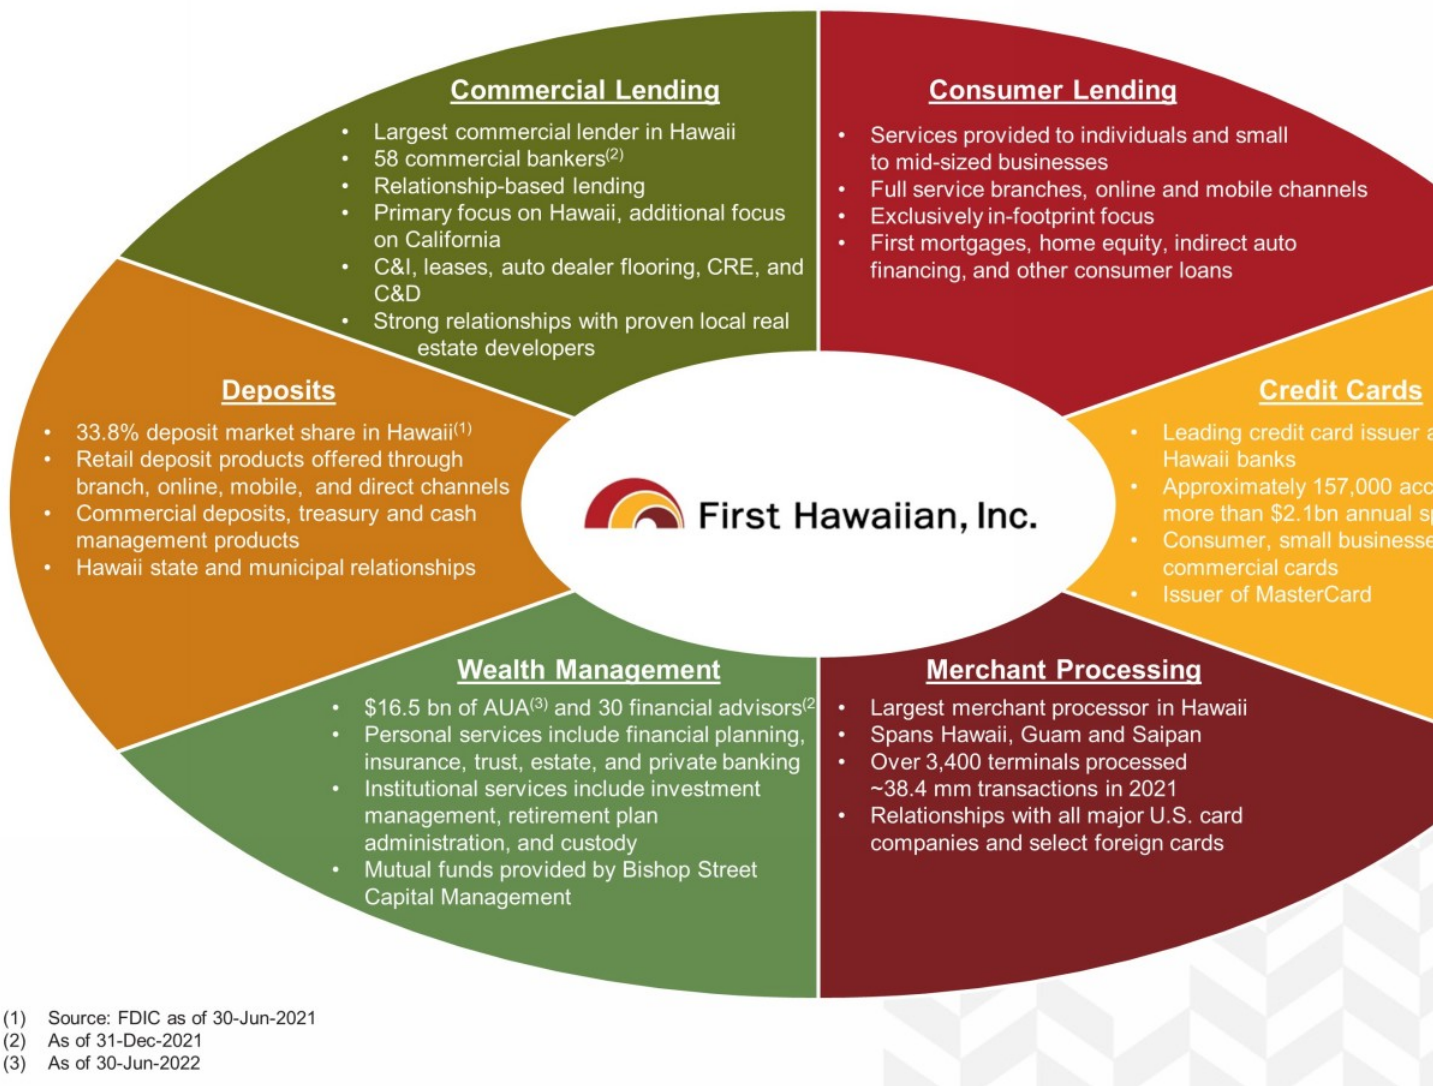 Commercial Lending
• Largest commercial lender in Hawaii
• 58 commercial bankers(2)
• Relationship-based lending
• Primary focus on Hawaii, additional focus
on California
• C&I, leases, auto dealer flooring, CRE, and
C&D
• Strong relationships with proven local real
estate developers
Consumer Lending
• Services provided to individuals and small
to mid-sized businesses
• Full service branches, online and mobile channels
• Exclusively in-footprint focus
• First mortgages, home equity, indirect auto
financing, and other consumer loans
Deposits
• 33.8% deposit market share in Hawaii(1)
• Retail deposit products offered through
branch, online, mobile, and direct channels
• Commercial deposits, treasury and cash
management products
• Hawaii state and municipal relationships
First Hawaiian, Inc.
Credit Cards
• Leading credit card issuer
Hawaii banks
• Approximately 157,000
more than $2.1bn annual
• Consumer, small
commercial cards
• Issuer of MasterCard
Wealth Management
• $16.5 bn of AUA(3) and 30 financial advisors(2
• Personal services include financial planning,
insurance, trust, estate, and private banking
• Institutional services include investment
management, retirement plan
administration, and custody
• Mutual funds provided by Bishop Street
Capital Management
Merchant Processing
• Largest merchant processor in Hawaii
• Spans Hawaii, Guam and Saipan
• Over 3,400 terminals processed
~38.4 mm transactions in 2021
• Relationships with all major U.S. card
companies and select foreign cards
(1) Source: FDIC as of 30-Jun-2021
(2) As of 31-Dec-2021
(3) As of 30-Jun-2022